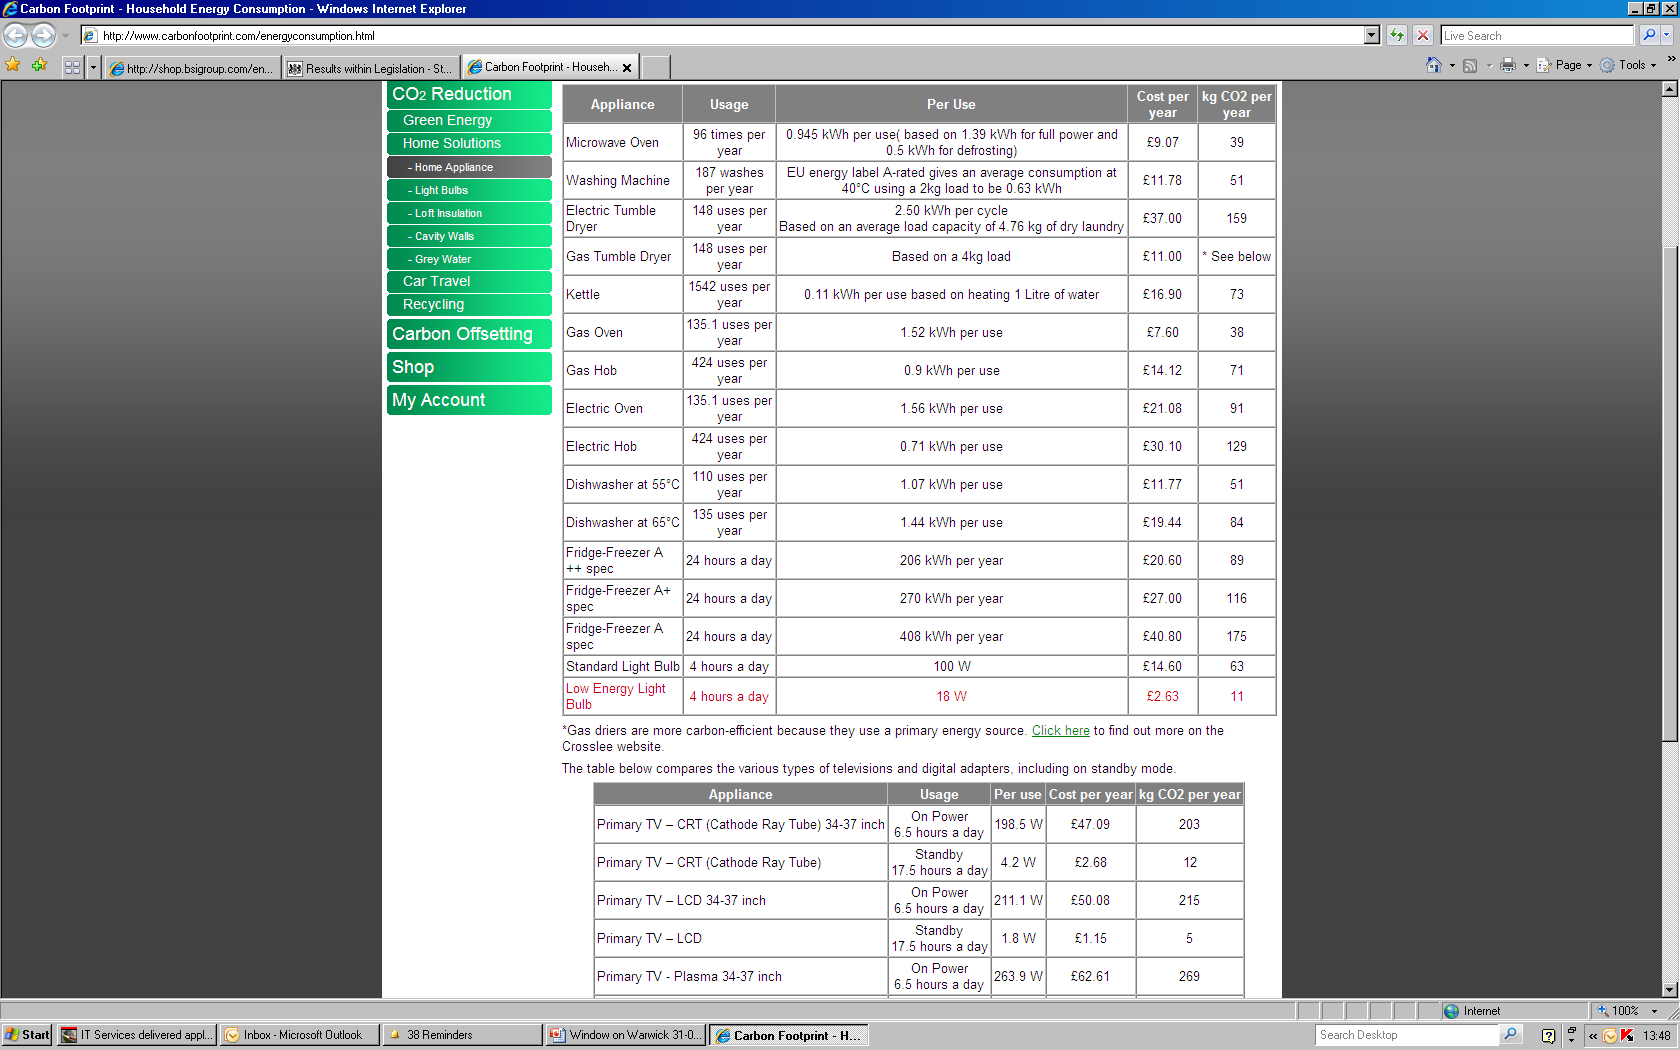 Carbon Footprint - Household Energy Consumption - Windows Internet Explorer
http://www.carbonfootprint.com/energyconsumption.html
Live Search
http://shop.bsigroup.com/en...
Results within Legislation - St...
Carbon Footprint - Househ...
Page
Tools
CO2 Reduction
Green Energy
Home Solutions
- Home Appliance
- Light Bulbs
- Loft Insulation
- Cavity Walls
- Grey Water
Car Travel
Recycling
Carbon Offsetting
Shop
My Account
Appliance Usage Per Use Cost per year kg CO2 per year
Microwave Oven 96 times per year 0.945 kWh per use( based on 1.39 kWh for full power and 0.5 kWh for defrosting) £9.07 39
Washing Machine 187 washes per year EU energy label A-rated gives an average consumption at 40°C using a 2kg load to be 0.63 kWh £11.78 51
Electric Tumble Dryer 148 uses per year 2.50 kWh per cycle Based on an average load capacity of 4.76 kg of dry laundry £37.00 159
Gas Tumble Dryer 148 uses per year Based on a 4kg load £11.00 * See below
Kettle 1542 uses per year 0.11 kWh per use based on heating 1 Litre of water £16.90 73
Gas Oven 135.1 uses per year 1.52 kWh per use £7.60 38
Gas Hob 424 uses per year 0.9 kWh per use £14.12 71
Electric Oven 135.1 uses per year 1.56 kWh per use £21.08 91
Electric Hob 424 uses per year 0.71 kWh per use £30.10 129
Dishwasher at 55°C 110 uses per year 1.07 kWh per use £11.77 51
Dishwasher at 65°C 135 uses per year 1.44 kWh per use £19.44 84
Fridge-Freezer A ++ spec 24 hours a day 206 kWh per year £20.60 89
Fridge-Freezer A+ spec 24 hours a day 270 kWh per year £27.00 116
Fridge-Freezer A spec 24 hours a day 408 kWh per year £40.80 175
Standard Light Bulb 4 hours a day 100 W £14.60 63
Low Energy Light Bulb 4 hours a day 18 W £2.63 11
*Gas driers are more carbon-efficient because they use a primary energy source. Click here to find out more on the
Crosslee website.
The table below compares the various types of televisions and digital adapters, including on standby mode.
Appliance Usage Per use Cost per year kg CO2 per year
Primary TV – CRT (Cathode Ray Tube) 34-37 inch On Power 6.5 hours a day 198.5 W £47.09 203
Primary TV – CRT (Cathode Ray Tube) Standby 17.5 hours a day 4.2 W £2.68 12
Primary TV – LCD 34-37 inch On Power 6.5 hours a day 211.1 W £50.08 215
Primary TV – LCD Standby 17.5 hours a day 1.8 W £1.15 5
Primary TV - Plasma 34-37 inch On Power 6.5 hours a day 263.9 W £62.61 269
Internet
100%
Start
IT Services delivered appl...
Inbox - Microsoft Outlook
38 Reminders
Window on Warwick 31-0...
Carbon Footprint - H...
Search Desktop
13:48